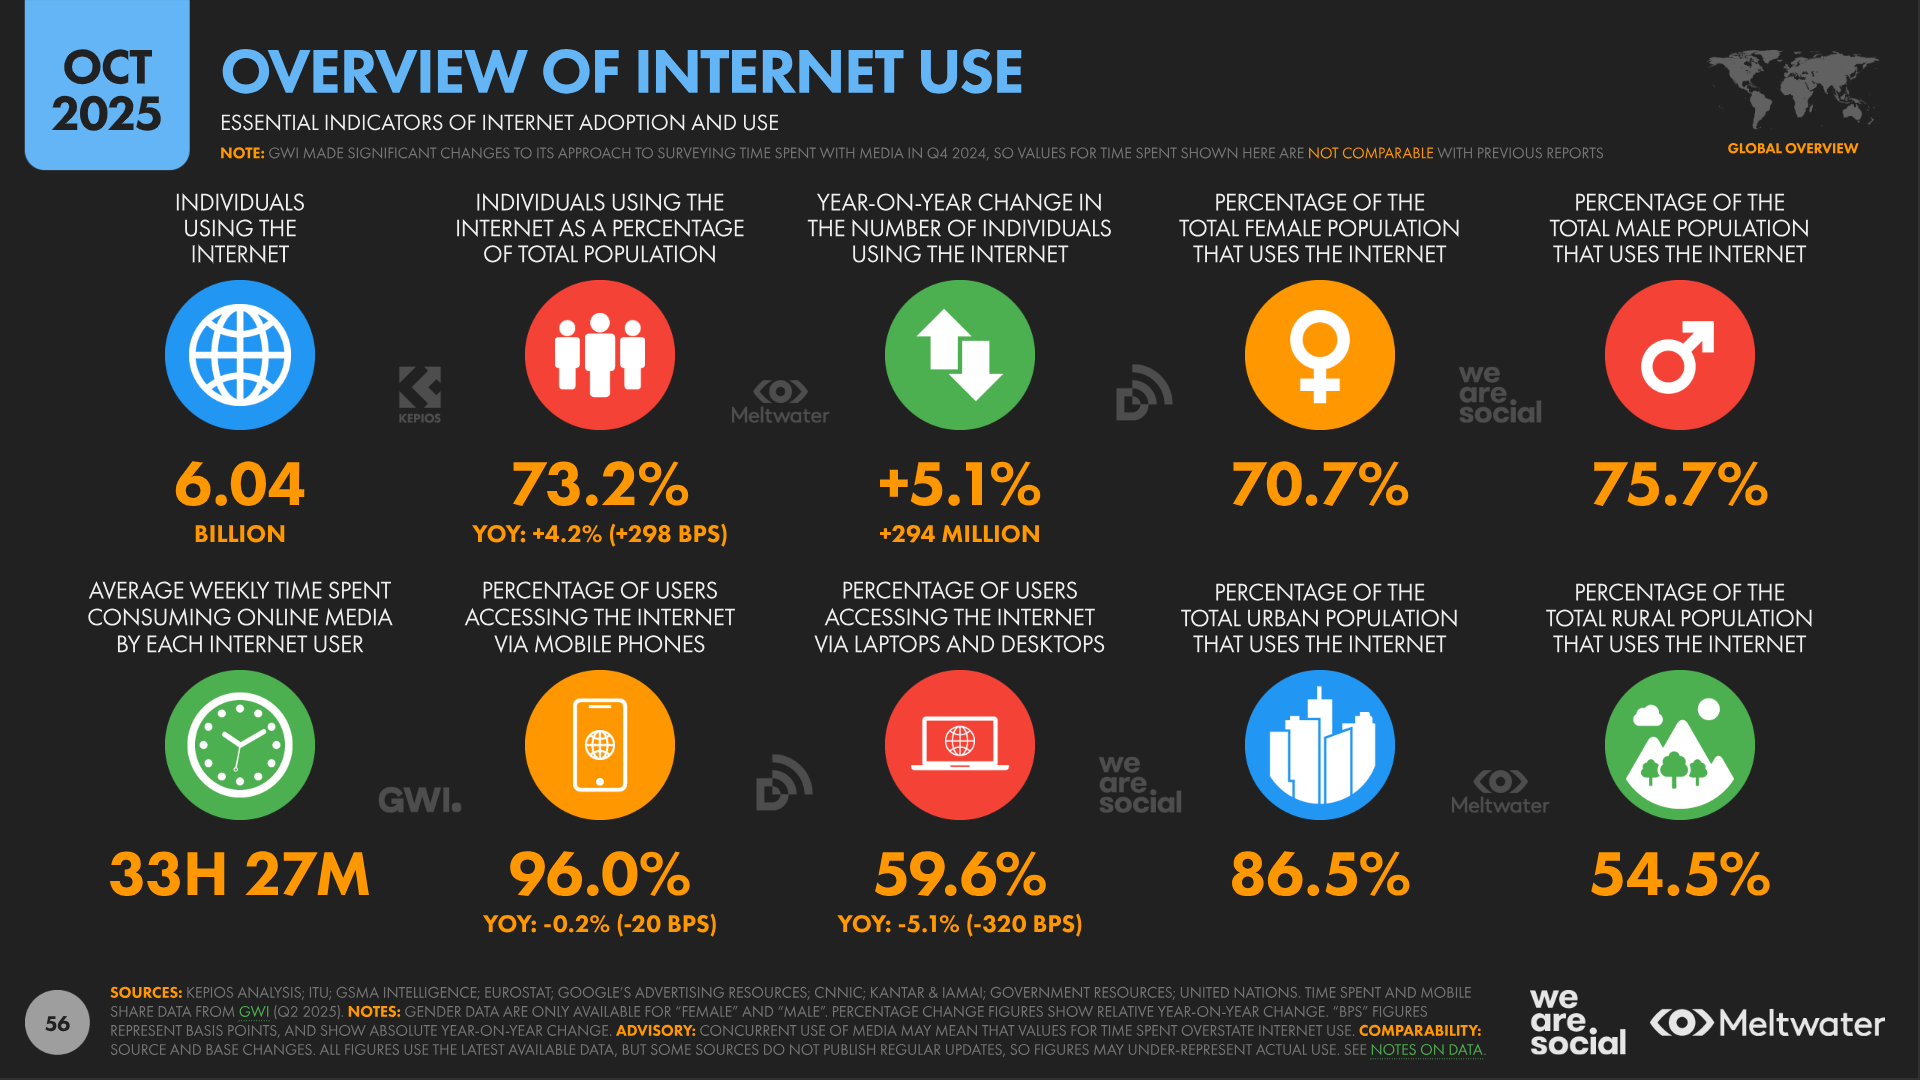 OCT
2025
OVERVIEW OF INTERNET USE
ESSENTIAL INDICATORS OF INTERNET ADOPTION AND USE
NOTE: GWI MADE SIGNIFICANT CHANGES TO ITS APPROACH TO SURVEYING TIME SPENT WITH MEDIA IN Q4 2024, SO VALUES FOR TIME SPENT SHOWN HERE ARE NOT COMPARABLE WITH PREVIOUS REPORTS
GLOBAL OVERVIEW
INDIVIDUALS
USING THE
INTERNET
6.04
BILLION
INDIVIDUALS USING THE
INTERNET AS A PERCENTAGE
OF TOTAL POPULATION
73.2%
YOY: +4.2% (+298 BPS)
YEAR-ON-YEAR CHANGE IN
THE NUMBER OF INDIVIDUALS
USING THE INTERNET
+5.1%
+294 MILLION
PERCENTAGE OF THE
TOTAL FEMALE POPULATION
THAT USES THE INTERNET
70.7%
PERCENTAGE OF THE
TOTAL MALE POPULATION
THAT USES THE INTERNET
75.7%
KEPIOS
Meltwater
we
are
social
AVERAGE WEEKLY TIME SPENT
CONSUMING ONLINE MEDIA
BY EACH INTERNET USER
33H 27M
PERCENTAGE OF USERS
ACCESSING THE INTERNET
VIA MOBILE PHONES
96.0%
YOY: -0.2% (-20 BPS)
PERCENTAGE OF USERS
ACCESSING THE INTERNET
VIA LAPTOPS AND DESKTOPS
59.6%
YOY: -5.1% (-320 BPS)
PERCENTAGE OF THE
TOTAL URBAN POPULATION
THAT USES THE INTERNET
86.5%
PERCENTAGE OF THE
TOTAL RURAL POPULATION
THAT USES THE INTERNET
54.5%
GWI.
we
are
social
Meltwater
56
SOURCES: KEPIOS ANALYSIS; ITU; GSMA INTELLIGENCE; EUROSTAT; GOOGLE'S ADVERTISING RESOURCES; CNNIC; KANTAR & IAMAI; GOVERNMENT RESOURCES; UNITED NATIONS. TIME SPENT AND MOBILE
SHARE DATA FROM GWI (Q2 2025). NOTES: GENDER DATA ARE ONLY AVAILABLE FOR "FEMALE" AND "MALE". PERCENTAGE CHANGE FIGURES SHOW RELATIVE YEAR-ON-YEAR CHANGE. "BPS" FIGURES
REPRESENT BASIS POINTS, AND SHOW ABSOLUTE YEAR-ON-YEAR CHANGE. ADVISORY: CONCURRENT USE OF MEDIA MAY MEAN THAT VALUES FOR TIME SPENT OVERSTATE INTERNET USE. COMPARABILITY:
SOURCE AND BASE CHANGES. ALL FIGURES USE THE LATEST AVAILABLE DATA, BUT SOME SOURCES DO NOT PUBLISH REGULAR UPDATES, SO FIGURES MAY UNDER-REPRESENT ACTUAL USE. SEE NOTES ON DATA.
we
are
social
Meltwater